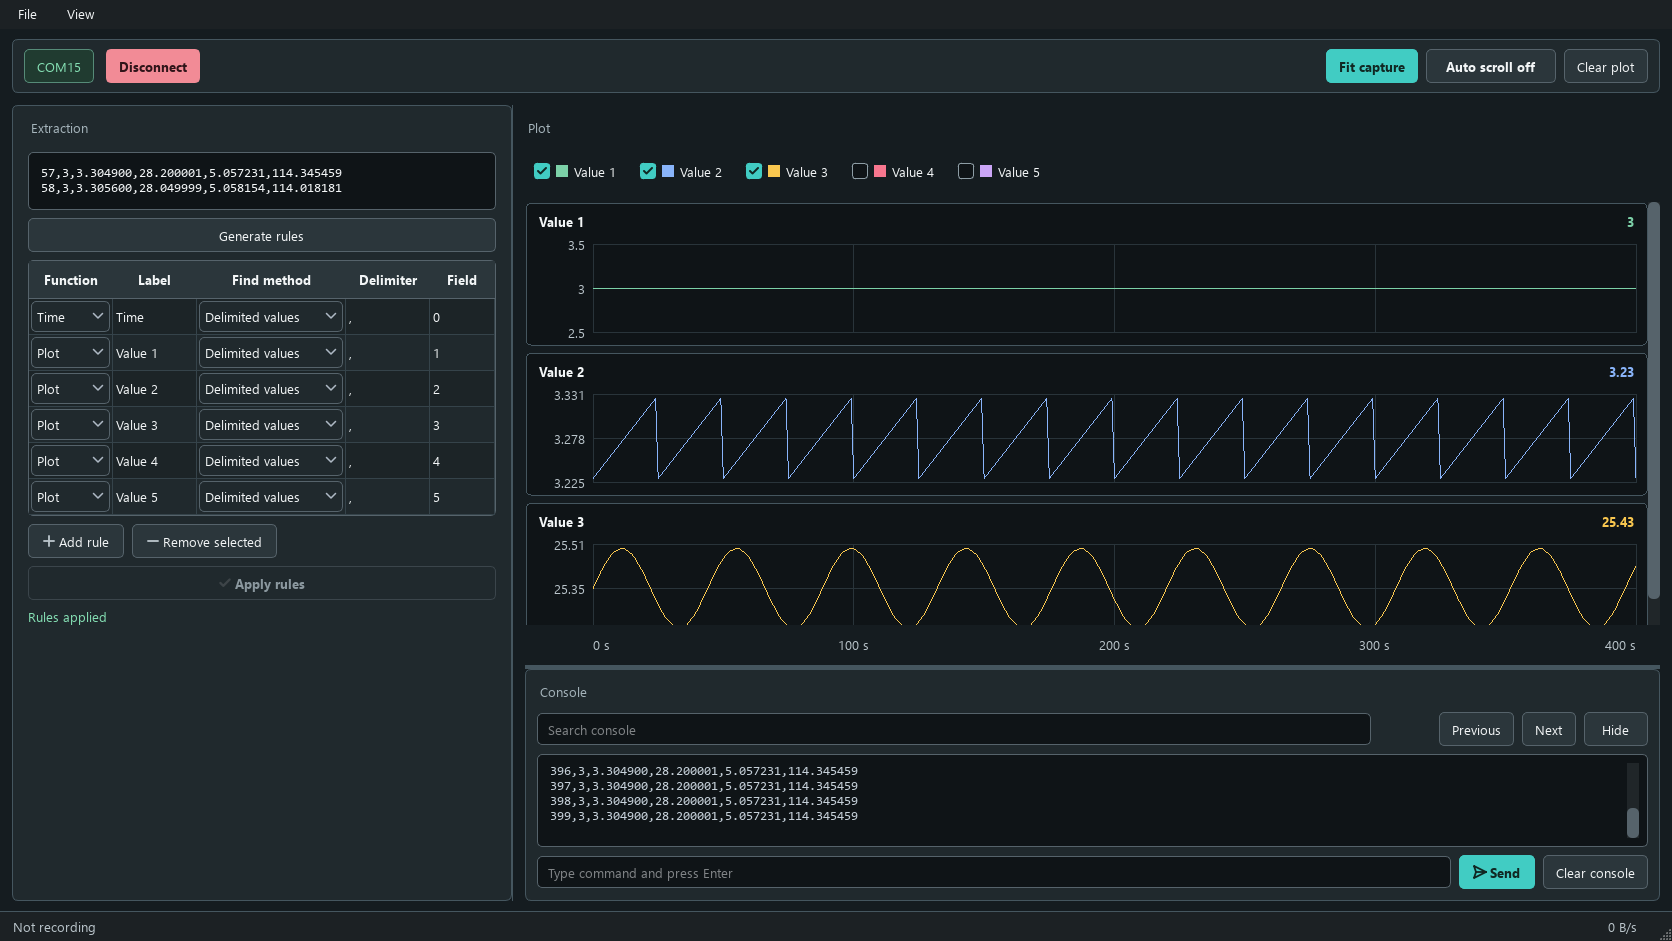 File View
COM15 Disconnect Fit capture Auto scroll off Clear plot
Extraction
57,3,3.304900,28.200001,5.057231,114.345459
58,3,3.305600,28.049999,5.058154,114.018181
Generate rules
Function Label Find method Delimiter Field
Time Time Delimited values , 0
Plot Value 1 Delimited values , 1
Plot Value 2 Delimited values , 2
Plot Value 3 Delimited values , 3
Plot Value 4 Delimited values , 4
Plot Value 5 Delimited values , 5
Add rule Remove selected
Apply rules
Rules applied
Plot
Value 1 Value 2 Value 3 Value 4 Value 5
Value 1 3
3.5
3
2.5
Value 2 3.23
3.331
3.278
3.225
Value 3 25.43
25.51
25.35
0 s 100 s 200 s 300 s 400 s
Console
Search console Previous Next Hide
396,3,3.304900,28.200001,5.057231,114.345459
397,3,3.304900,28.200001,5.057231,114.345459
398,3,3.304900,28.200001,5.057231,114.345459
399,3,3.304900,28.200001,5.057231,114.345459
Type command and press Enter Send Clear console
Not recording 0 B/s